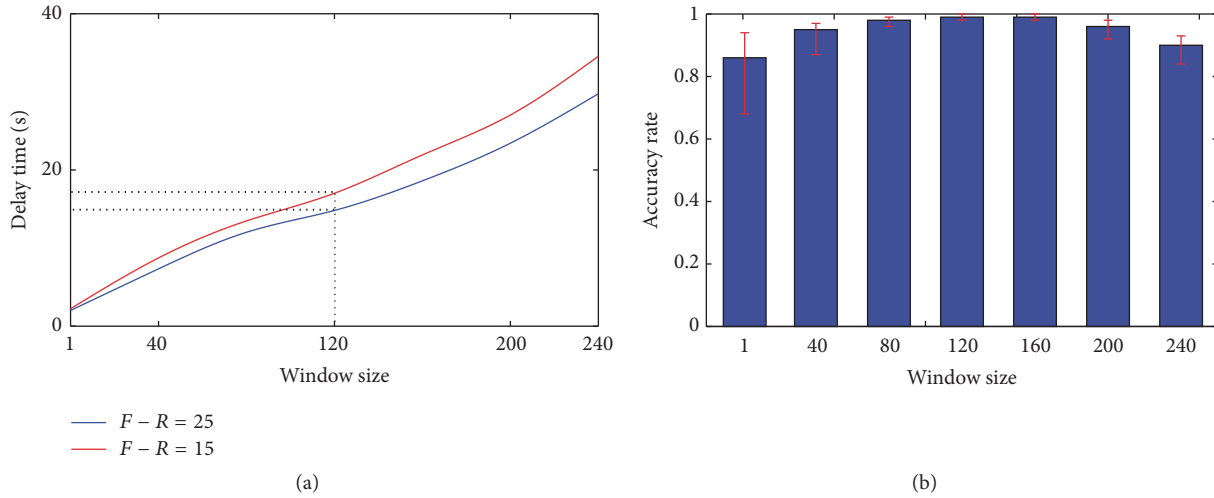 40
20
0
Delay time (s)
1 40 120 200 240
Window size
F − R = 25
F − R = 15
(a)
1
0.8
0.6
0.4
0.2
0
Accuracy rate
1 40 80 120 160 200 240
Window size
(b)